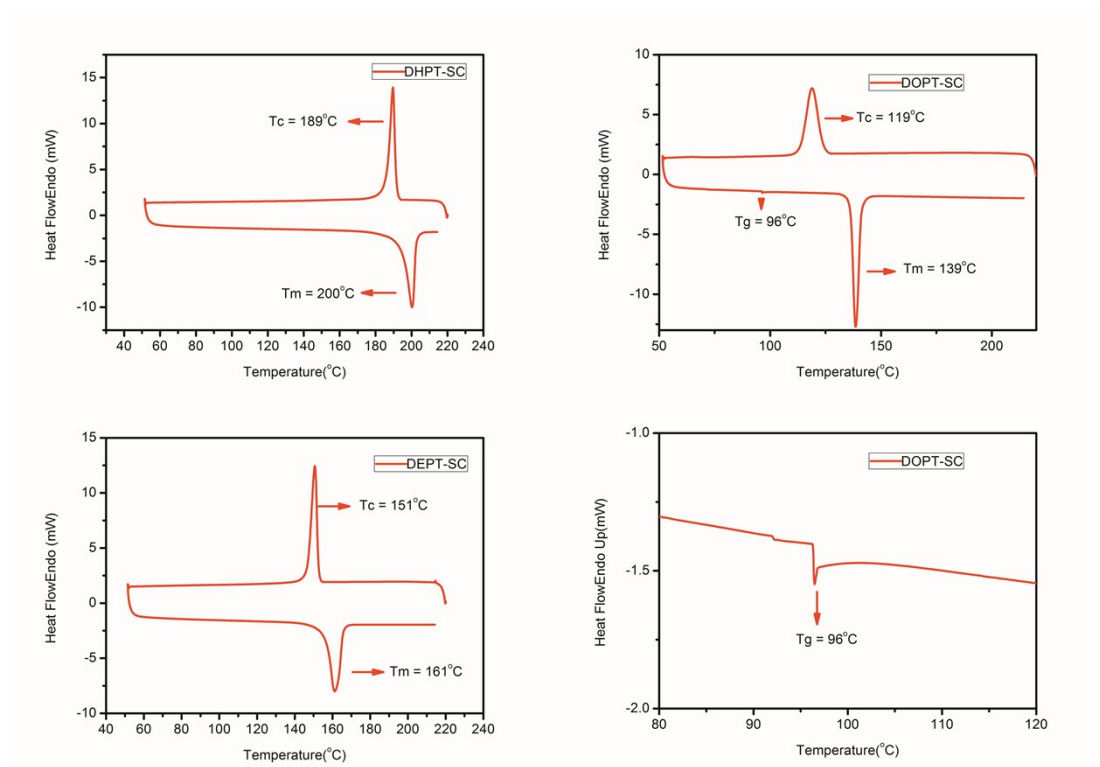 DHPT-SC
15
10
5
0
-5
-10
Tc = 189°C
Tm = 200°C
Heat FlowEndo (mW)
40 60 80 100 120 140 160 180 200 220 240
Temperature(°C)
DOPT-SC
10
5
0
-5
-10
Tc = 119°C
Tg = 96°C
Tm = 139°C
Heat FlowEndo (mW)
50 100 150 200
Temperature(°C)
DEPT-SC
15
10
5
0
-5
-10
Tc = 151°C
Tm = 161°C
Heat FlowEndo (mW)
40 60 80 100 120 140 160 180 200 220 240
Temperature(°C)
DOPT-SC
-1.0
-1.5
-2.0
Tg = 96°C
Heat FlowEndo Up(mW)
80 90 100 110 120
Temperature(°C)